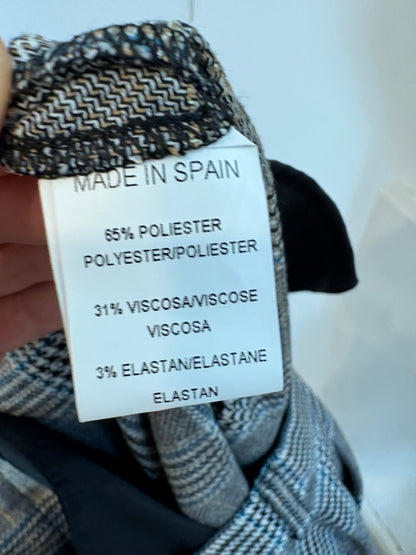 MADE IN SPAIN
65% POLIESTER
POLYESTER/POLIESTER
31% VISCOSA/VISCOSE
VISCOSA
3% ELASTAN/ELASTANE
ELASTAN